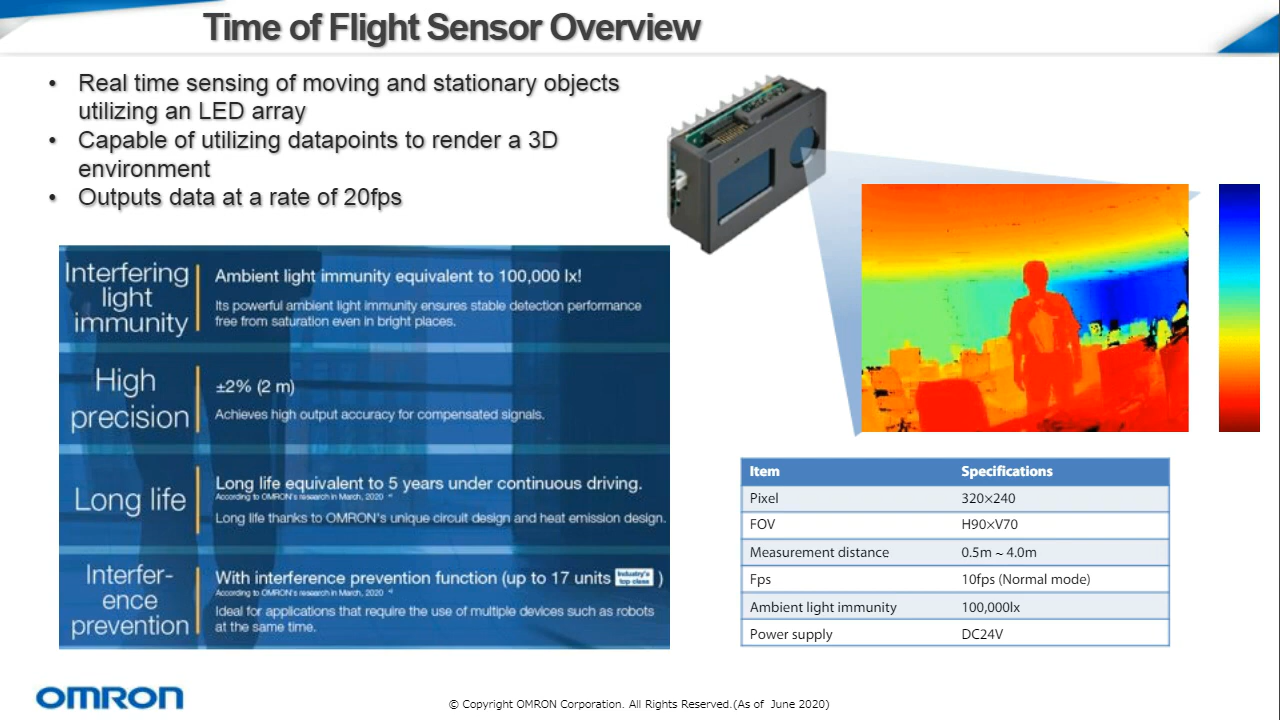 Time of Flight Sensor Overview
• Real time sensing of moving and stationary objects
utilizing an LED array
• Capable of utilizing datapoints to render a 3D
environment
• Outputs data at a rate of 20fps
Interfering
light
immunity
Ambient light immunity equivalent to 100,000 lx!
Its powerful ambient light immunity ensures stable detection performance
free from saturation even in bright places.
High
precision
±2% (2 m)
Achieves high output accuracy for compensated signals.
Long life
Long life equivalent to 5 years under continuous driving.
According to OMRON's research in March, 2020
Long life thanks to OMRON's unique circuit design and heat emission design.
Interfer-
ence
prevention
With interference prevention function (up to 17 units Industry's top class )
According to OMRON's research in March, 2020
Ideal for applications that require the use of multiple devices such as robots
at the same time.
Item Specifications
Pixel 320×240
FOV H90×V70
Measurement distance 0.5m ~ 4.0m
Fps 10fps (Normal mode)
Ambient light immunity 100,000lx
Power supply DC24V
OMRON
© Copyright OMRON Corporation. All Rights Reserved.(As of June 2020)